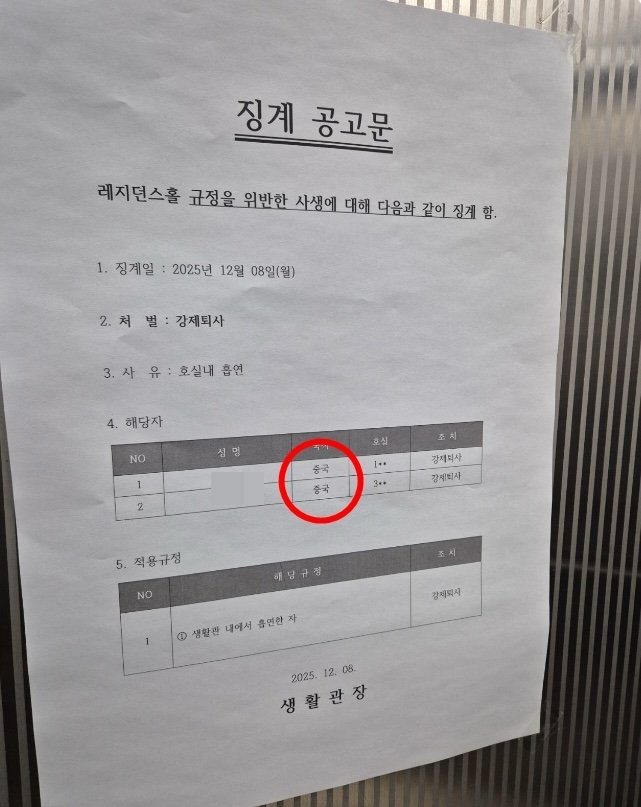 징계 공고문
레지던스홀 규정을 위반한 사생에 대해 다음과 같이 징계 함.
1. 징계일 : 2025년 12월 08일(월)
2. 처 벌 : 강제퇴사
3. 사 유 : 호실내 흡연
4. 해당자
NO 성 명 호실 조 치
1 중국 1** 강제퇴사
2 중국 3** 강제퇴사
5. 적용규정
NO 해 당 규 정 조 치
1 ① 생활관 내에서 흡연한 자 강제퇴사
2025. 12. 08.
생 활 관 장